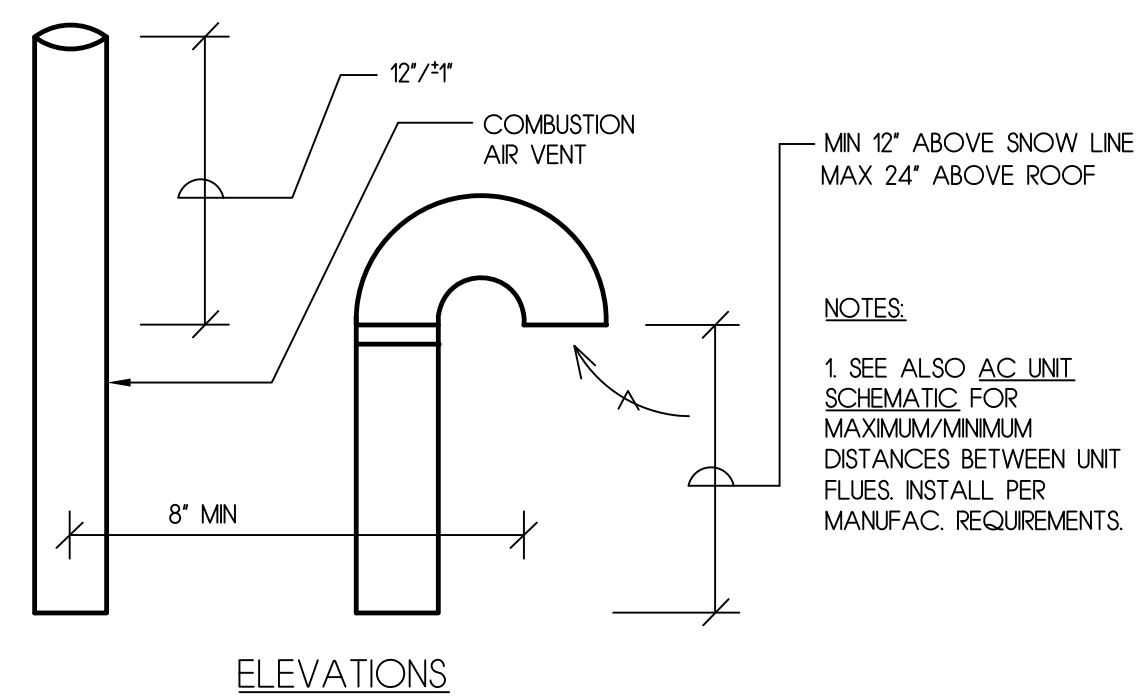 12"/±1"
COMBUSTION
AIR VENT
MIN 12" ABOVE SNOW LINE
MAX 24" ABOVE ROOF
NOTES:
1. SEE ALSO AC UNIT
SCHEMATIC FOR
MAXIMUM/MINIMUM
DISTANCES BETWEEN UNIT
FLUES. INSTALL PER
MANUFAC. REQUIREMENTS.
A
8" MIN
ELEVATIONS